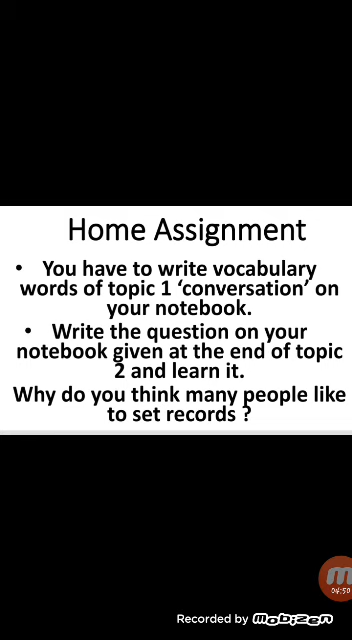 Home Assignment
• You have to write vocabulary
words of topic 1 ‘conversation’ on
your notebook.
• Write the question on your
notebook given at the end of topic
2 and learn it.
Why do you think many people like
to set records ?
04:50
Recorded by Mobizen